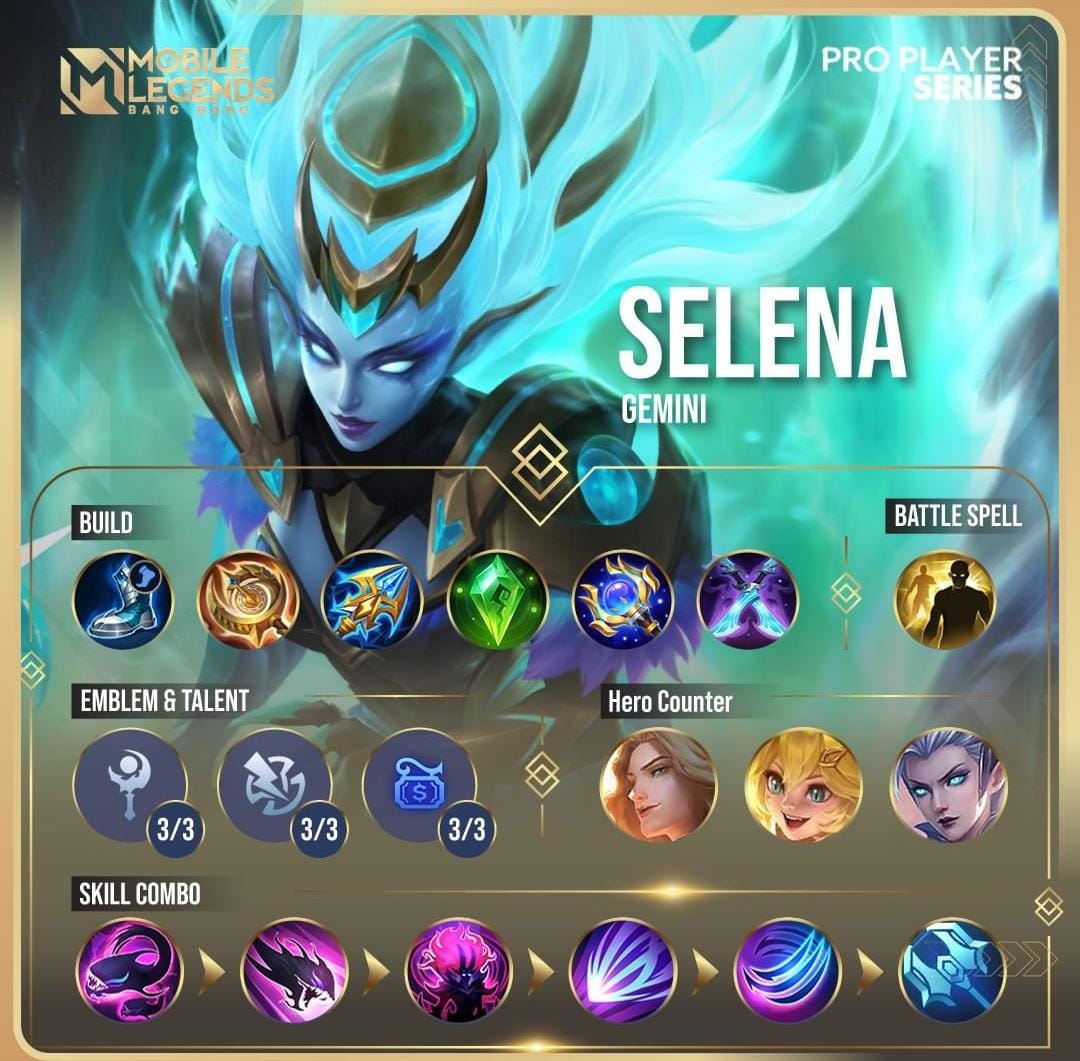 MOBILE
LEGENDS
BANG BANG
PRO PLAYER
SERIES
SELENA
GEMINI
BUILD
BATTLE SPELL
EMBLEM & TALENT
Hero Counter
3/3
3/3
3/3
SKILL COMBO